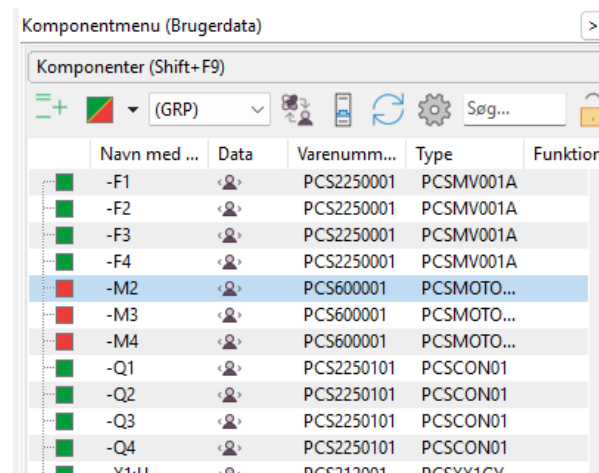 Komponentmenu (Brugerdata) >
Komponenter (Shift+F9)
(GRP) Søg...
Navn med ... Data Varenumm... Type Funktion
-F1 PCS2250001 PCSMV001A
-F2 PCS2250001 PCSMV001A
-F3 PCS2250001 PCSMV001A
-F4 PCS2250001 PCSMV001A
-M2 PCS600001 PCSMOTO...
-M3 PCS600001 PCSMOTO...
-M4 PCS600001 PCSMOTO...
-Q1 PCS2250101 PCSCON01
-Q2 PCS2250101 PCSCON01
-Q3 PCS2250101 PCSCON01
-Q4 PCS2250101 PCSCON01